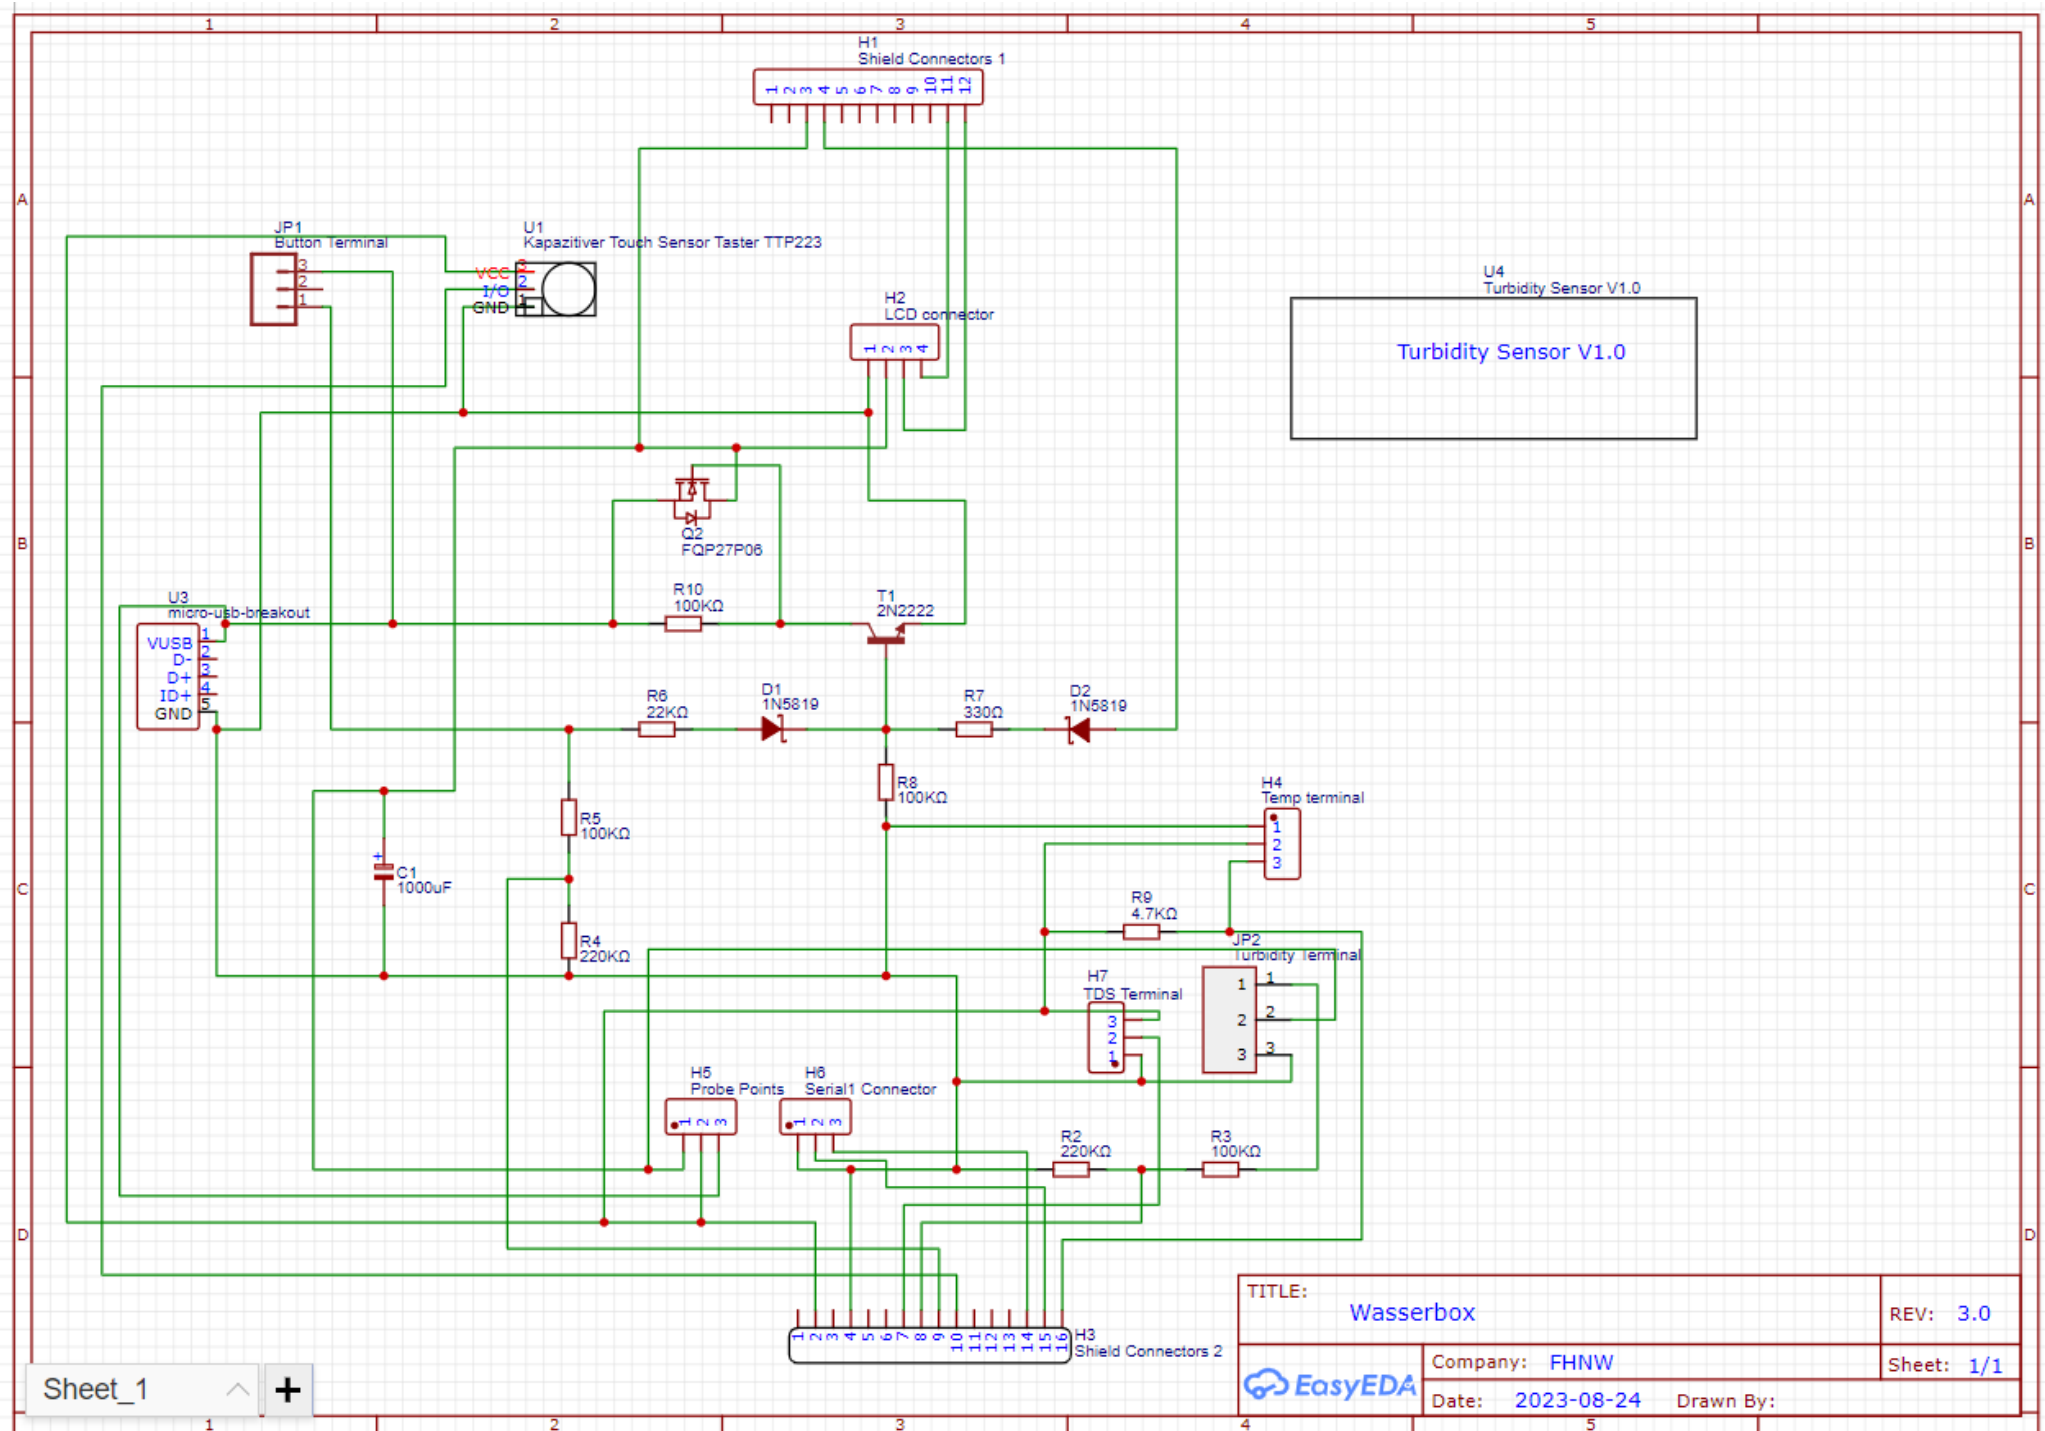 1 2 3 4 5
H1
Shield Connectors 1
1 2 3 4 5 6 7 8 9 10 11 12
A A
JP1
Button Terminal
3
2
1
U1
Kapazitiver Touch Sensor Taster TTP223
VCC 3
I/O 2
GND 1
H2
LCD connector
1 2 3 4
U4
Turbidity Sensor V1.0
Turbidity Sensor V1.0
B B
Q2
FQP27P06
R10
100KΩ
T1
2N2222
U3
micro-usb-breakout
VUSB 1
D- 2
D+ 3
ID+ 4
GND 5
R6
22KΩ
D1
1N5819
R7
330Ω
D2
1N5819
R8
100KΩ
H4
Temp terminal
1
2
3
R5
100KΩ
+
C1
1000uF
C C
R9
4.7KΩ
R4
220KΩ
JP2
Turbidity Terminal
1 1
2 2
3 3
H7
TDS Terminal
3
2
1
H5
Probe Points
1 2 3
H6
Serial1 Connector
1 2 3
R2
220KΩ
R3
100KΩ
D D
1 2 3 4 5 6 7 8 9 10 11 12 13 14 15 16
H3
Shield Connectors 2
TITLE:
Wasserbox
REV: 3.0
EasyEDA
Company: FHNW
Sheet: 1/1
Date: 2023-08-24 Drawn By:
Sheet_1 +
1 2 3 4 5